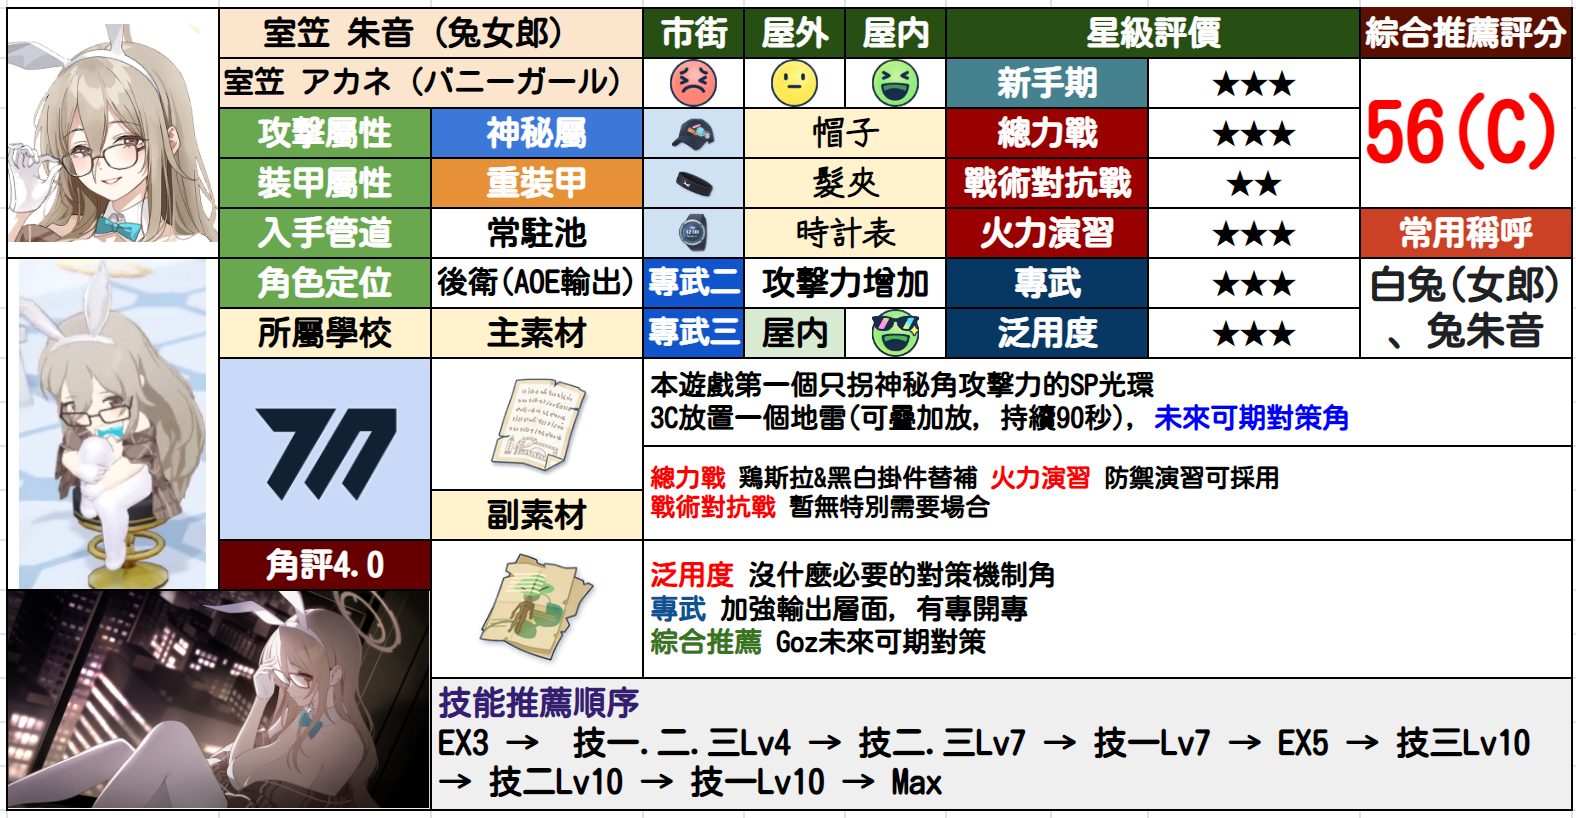 室笠 朱音（兔女郎） 市街 屋外 屋内 星級評價 綜合推薦評分
室笠 アカネ（バニーガール） 新手期 ★★★ 56(C)
攻擊屬性 神秘屬 帽子 總力戰 ★★★
裝甲屬性 重裝甲 髮夾 戰術對抗戰 ★★
入手管道 常駐池 時計表 火力演習 ★★★ 常用稱呼
角色定位 後衛(AOE輸出) 專武二 攻擊力增加 專武 ★★★ 白兔(女郎)
所屬學校 主素材 專武三 屋内 泛用度 ★★★ 、兔朱音
本遊戲第一個只拐神秘角攻擊力的SP光環
3C放置一個地雷(可疊加放, 持續90秒), 未來可期對策角
總力戰 鶏斯拉&黑白掛件替補 火力演習 防禦演習可採用
戰術對抗戰 暫無特別需要場合
副素材
角評4.0
泛用度 沒什麼必要的對策機制角
專武 加強輸出層面, 有專開專
綜合推薦 Goz未來可期對策
技能推薦順序
EX3 → 技一.二.三Lv4 → 技二.三Lv7 → 技一Lv7 → EX5 → 技三Lv10
→ 技二Lv10 → 技一Lv10 → Max